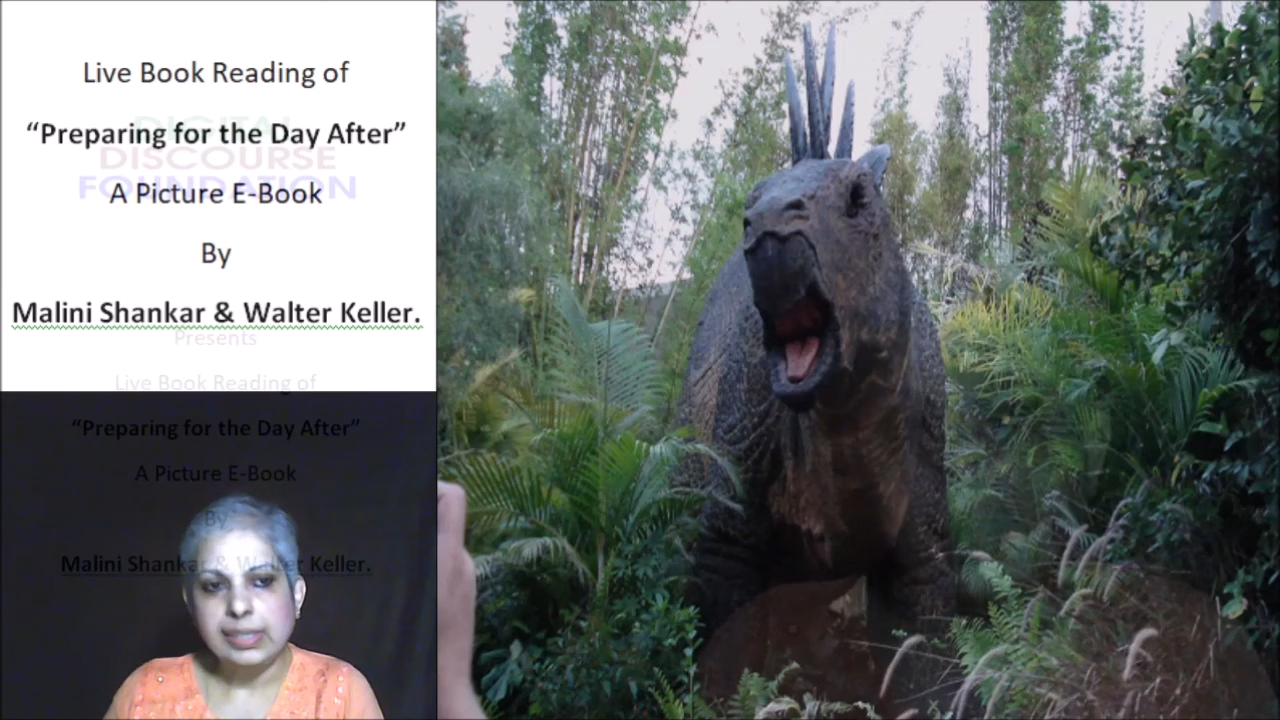 Live Book Reading of
“Preparing for the Day After”
DIGITAL
DISCOURSE
FOUNDATION
A Picture E-Book
By
Malini Shankar & Walter Keller.
Presents
Live Book Reading of
“Preparing for the Day After”
A Picture E-Book
By
Malini Shankar & Walter Keller.